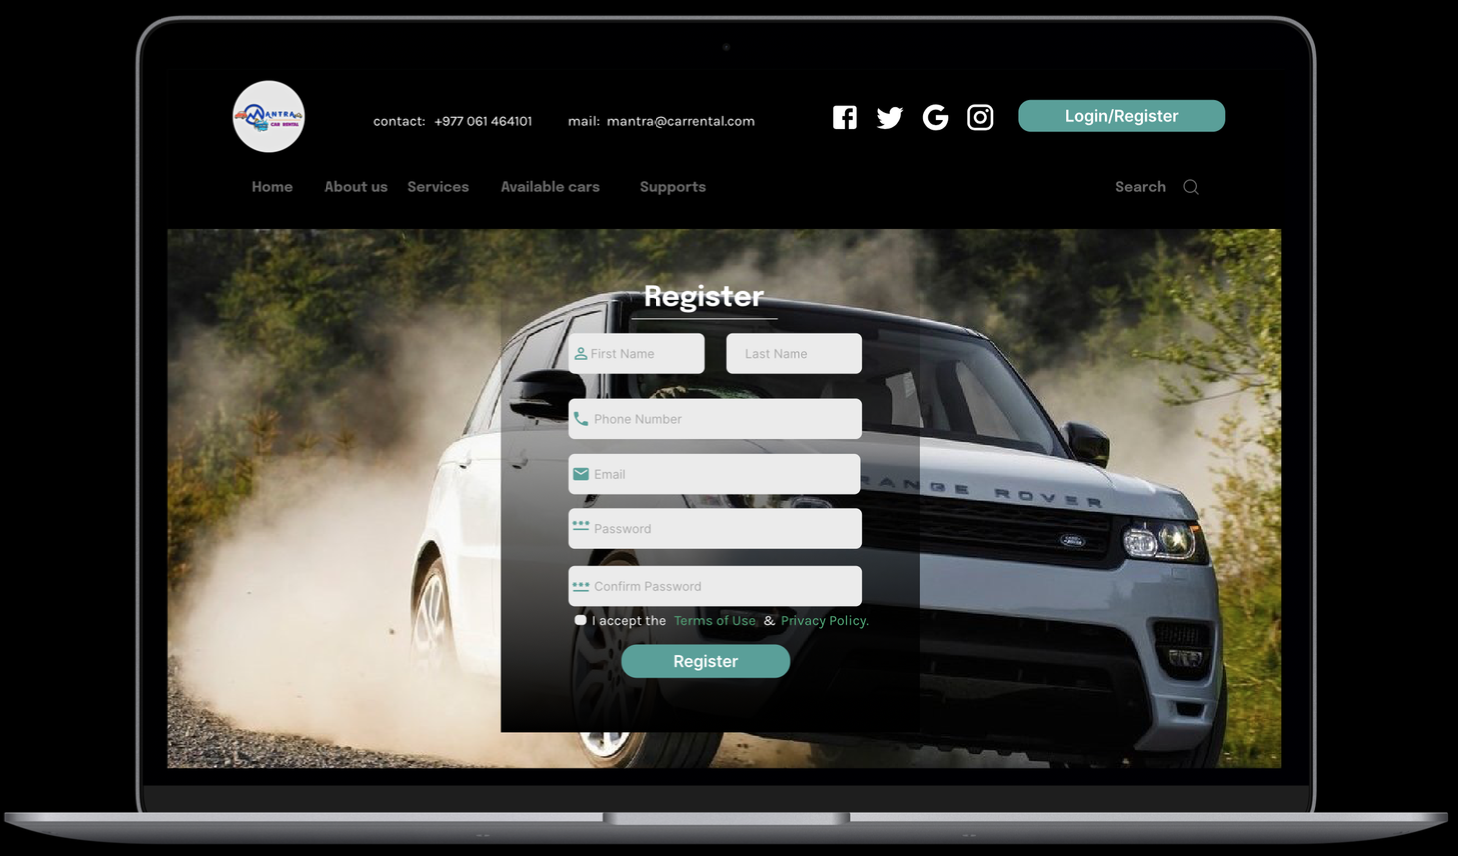 MANTRA
CAR RENTAL
contact: +977 061 464101
mail: mantra@carrental.com
Login/Register
Home
About us
Services
Available cars
Supports
Search
Register
First Name
Last Name
Phone Number
Email
RANGE ROVER
Password
Confirm Password
I accept the Terms of Use & Privacy Policy.
Register